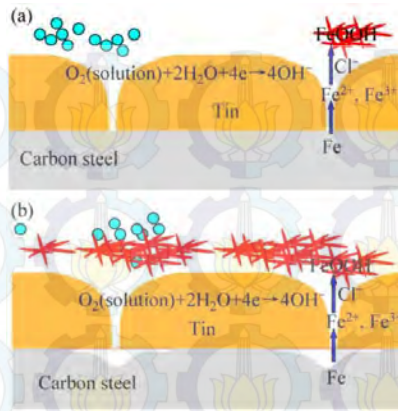 (a)
FeOOH
O₂(solution)+2H₂O+4e→4OH⁻
Cl⁻
Fe²⁺, Fe³⁺
Tin
Fe
Carbon steel
(b)
FeOOH
O₂(solution)+2H₂O+4e→4OH⁻
Cl⁻
Fe²⁺, Fe³⁺
Tin
Fe
Carbon steel